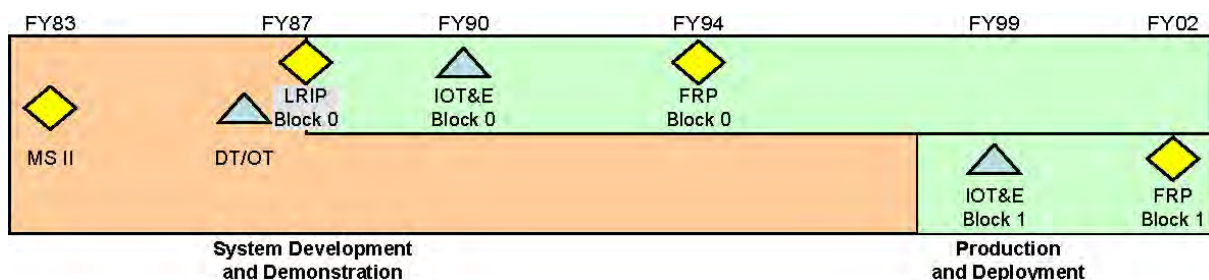 FY83 FY87 FY90 FY94 FY99 FY02
LRIP
Block 0
IOT&E
Block 0
FRP
Block 0
MS II
DT/OT
IOT&E
Block 1
FRP
Block 1
System Development
and Demonstration
Production
and Deployment